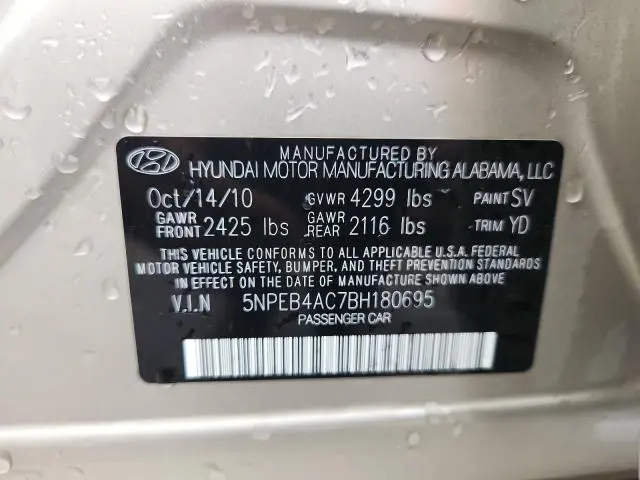 MANUFACTURED BY
HYUNDAI MOTOR MANUFACTURING ALABAMA, LLC
Oct/14/10 GVWR 4299 lbs PAINT SV
GAWR FRONT 2425 lbs GAWR REAR 2116 lbs TRIM YD
THIS VEHICLE CONFORMS TO ALL APPLICABLE U.S.A. FEDERAL
MOTOR VEHICLE SAFETY, BUMPER, AND THEFT PREVENTION STANDARDS
IN EFFECT ON THE DATE OF MANUFACTURE SHOWN ABOVE
V.I.N 5NPEB4AC7BH180695
PASSENGER CAR